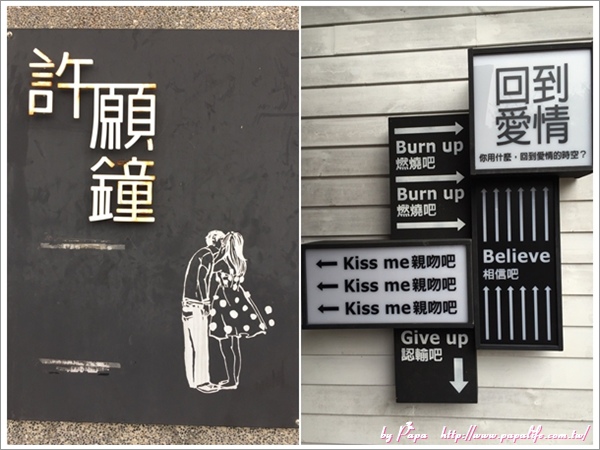 許願鐘
回到
愛情
你用什麼，回到愛情的時空？
Burn up
燃燒吧
Burn up
燃燒吧
Believe
相信吧
Kiss me親吻吧
Kiss me親吻吧
Kiss me親吻吧
Give up
認輸吧
by Papa http://www.papalife.com.tw/